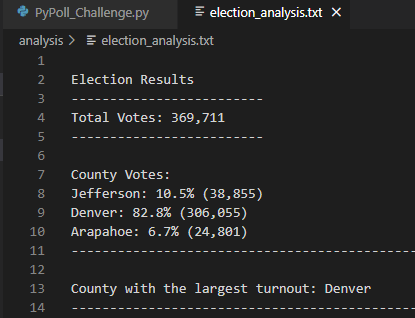 PyPoll_Challenge.py election_analysis.txt ×
analysis > election_analysis.txt
1
2 Election Results
3 -------------------------
4 Total Votes: 369,711
5 -------------------------
6
7 County Votes:
8 Jefferson: 10.5% (38,855)
9 Denver: 82.8% (306,055)
10 Arapahoe: 6.7% (24,801)
11 ---------------------------------------------
12
13 County with the largest turnout: Denver
14 ---------------------------------------------